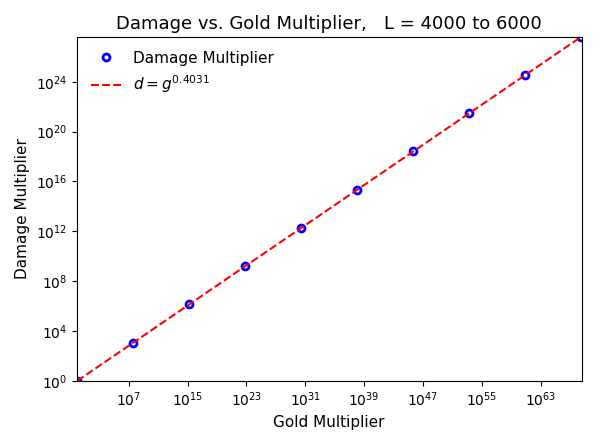 Damage vs. Gold Multiplier,   L = 4000 to 6000
Damage Multiplier
d = g^0.4031
10^24
10^20
10^16
10^12
10^8
10^4
10^0
Damage Multiplier
10^7 10^15 10^23 10^31 10^39 10^47 10^55 10^63
Gold Multiplier